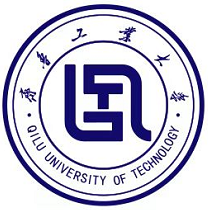 齐鲁工业大学
· QILU UNIVERSITY OF TECHNOLOGY ·